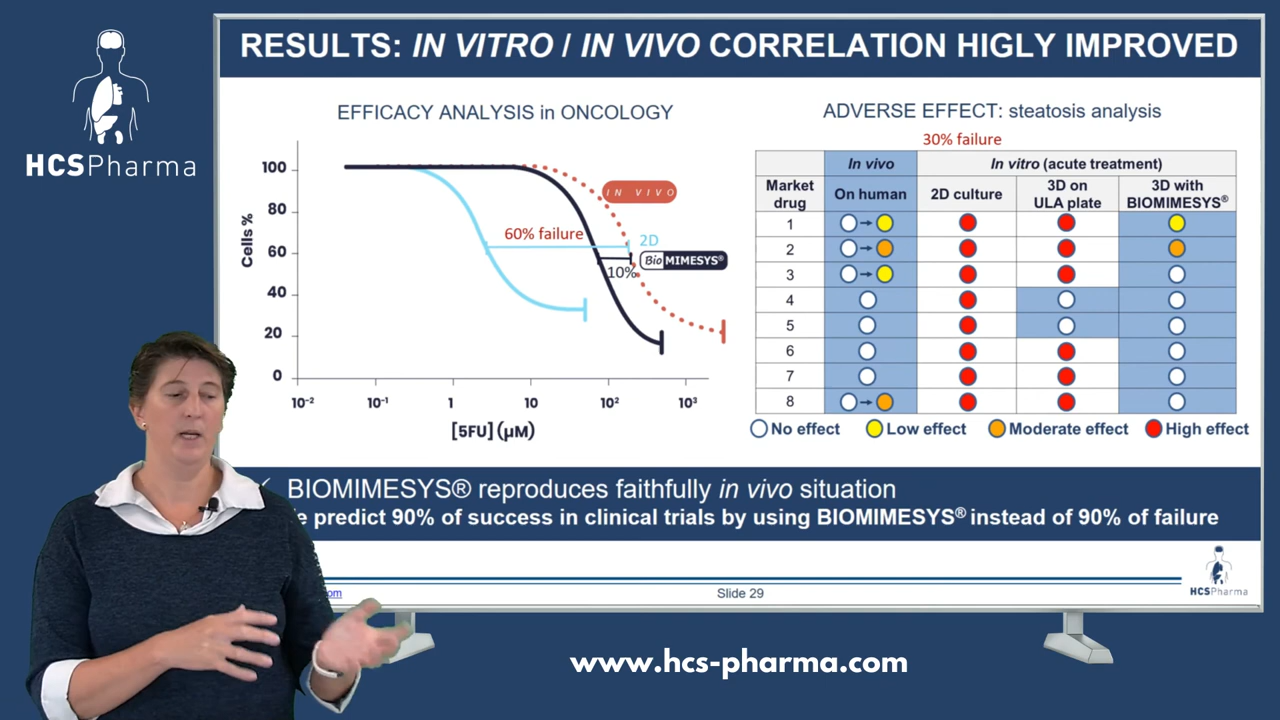 HCSPharma
RESULTS: IN VITRO / IN VIVO CORRELATION HIGLY IMPROVED
EFFICACY ANALYSIS in ONCOLOGY
Cells %
100
80
60
40
20
0
10⁻²
10⁻¹
1
10
10²
10³
[5FU] (µM)
IN VIVO
60% failure
2D
BioMIMESYS®
10%
ADVERSE EFFECT: steatosis analysis
30% failure
In vivo In vitro (acute treatment)
Market drug On human 2D culture 3D on ULA plate 3D with BIOMIMESYS®
1
2
3
4
5
6
7
8
No effect Low effect Moderate effect High effect
✓ BIOMIMESYS® reproduces faithfully in vivo situation
e predict 90% of success in clinical trials by using BIOMIMESYS® instead of 90% of failure
om
Slide 29
HCSPharma
www.hcs-pharma.com